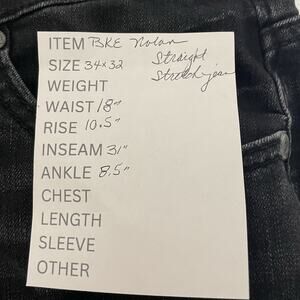 ITEM BKE Nolan
Straight
SIZE 34x32
Stretch jean
WEIGHT
WAIST 18"
RISE 10.5"
INSEAM 31"
ANKLE 8.5"
CHEST
LENGTH
SLEEVE
OTHER